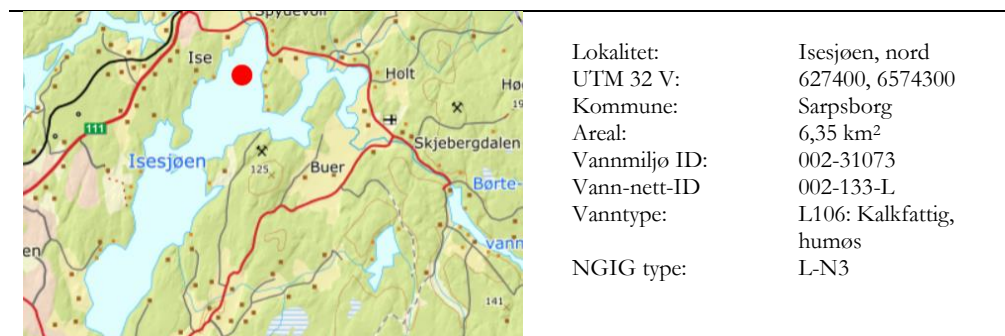 Spydevoll
Ise
Holt
Hø
19
111
Skjebergdalen
Isesjøen
125
Buer
Børte-
vann
en
141
Lokalitet: Isesjøen, nord
UTM 32 V: 627400, 6574300
Kommune: Sarpsborg
Areal: 6,35 km²
Vannmiljø ID: 002-31073
Vann-nett-ID 002-133-L
Vanntype: L106: Kalkfattig,
humøs
NGIG type: L-N3